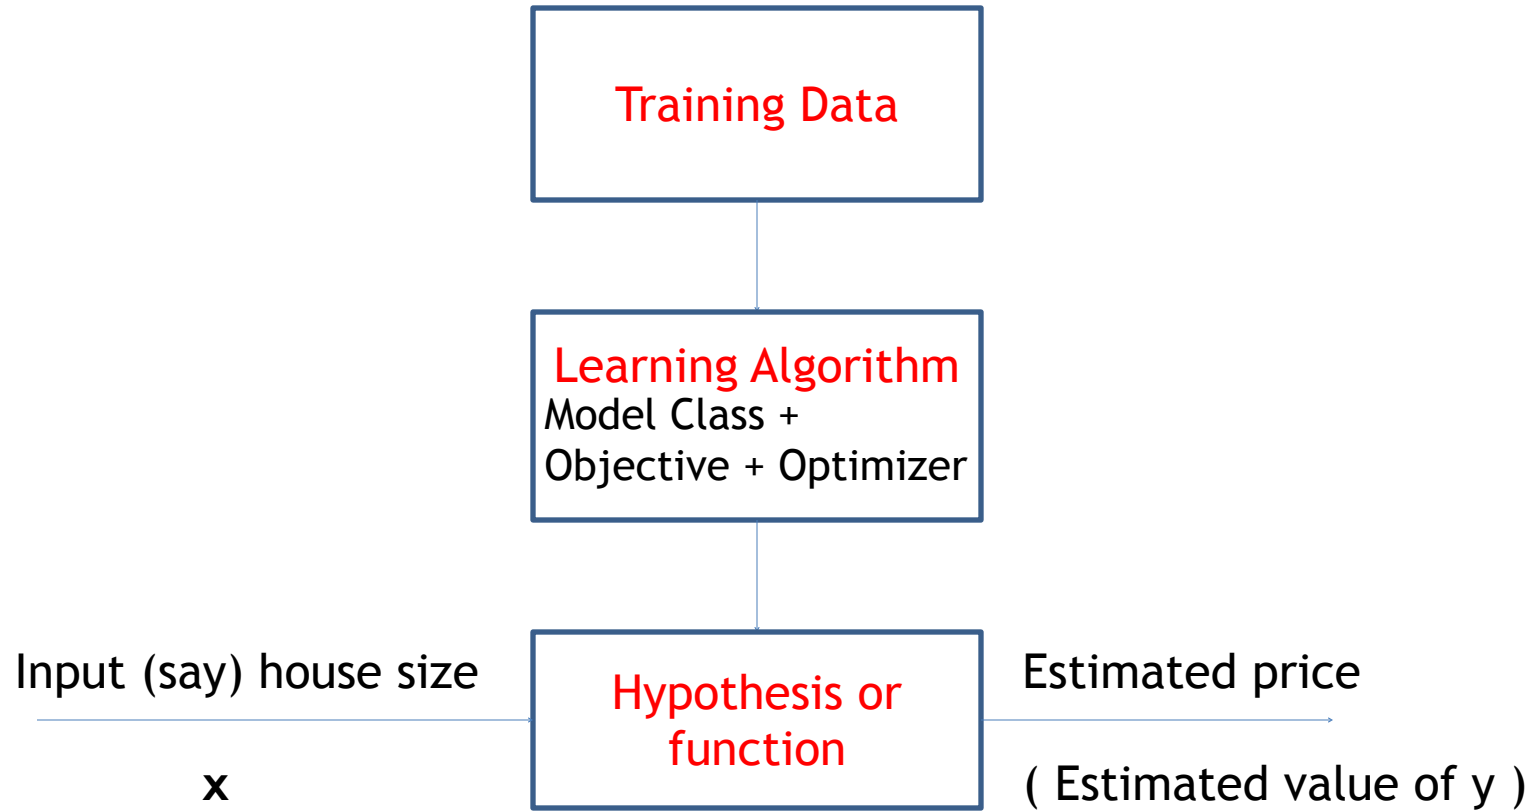 Training Data
Learning Algorithm
Model Class +
Objective + Optimizer
Input (say) house size
x
Hypothesis or
function
Estimated price
( Estimated value of y )